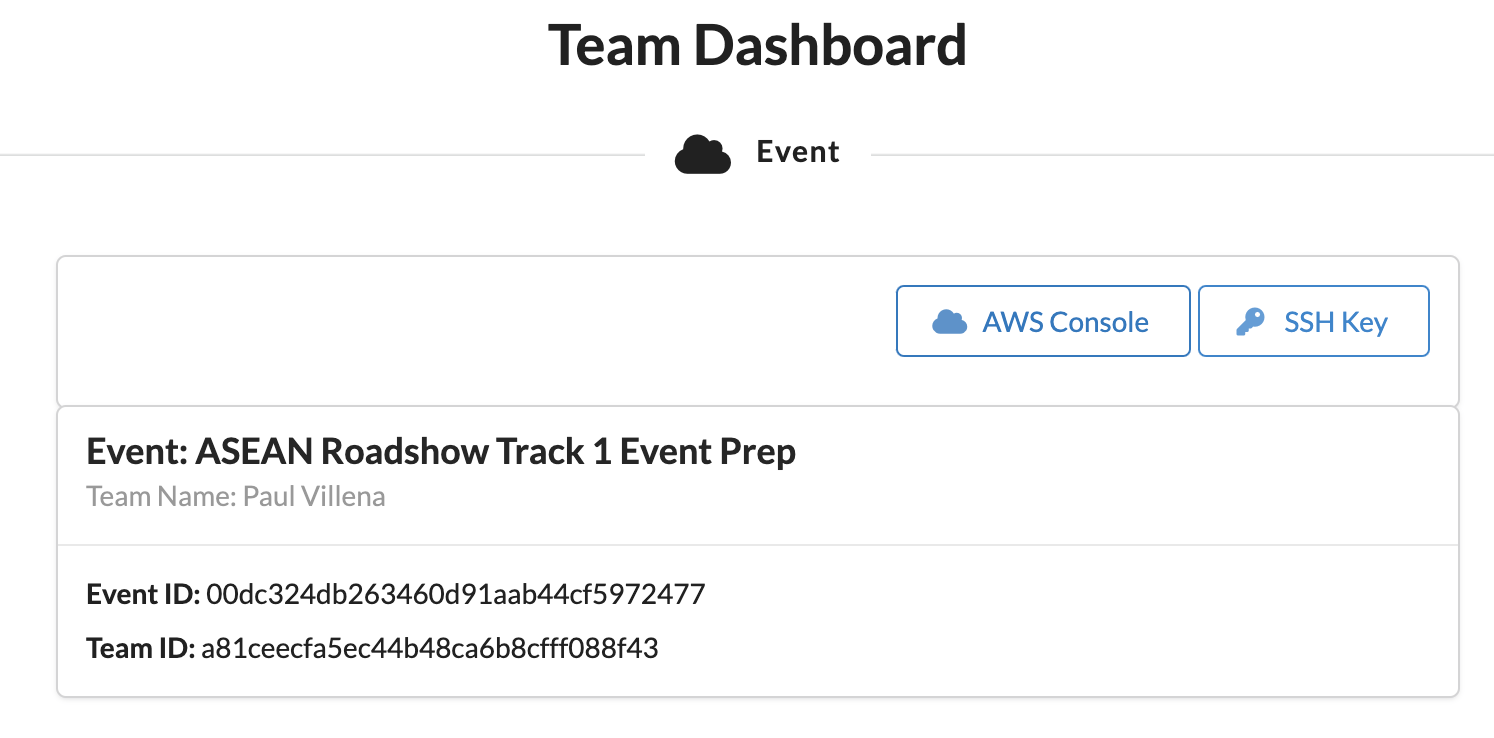 Team Dashboard
Event
AWS Console
SSH Key
Event: ASEAN Roadshow Track 1 Event Prep
Team Name: Paul Villena
Event ID: 00dc324db263460d91aab44cf5972477
Team ID: a81ceecfa5ec44b48ca6b8cfff088f43